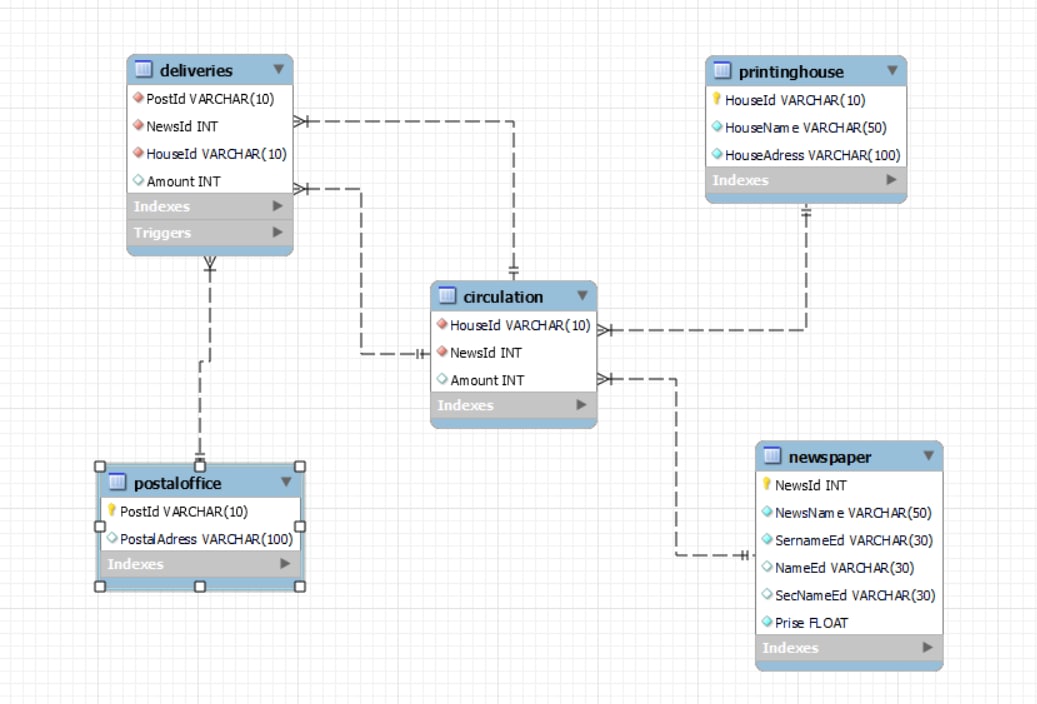 deliveries
PostId VARCHAR(10)
NewsId INT
HouseId VARCHAR(10)
Amount INT
Indexes
Triggers
printinghouse
HouseId VARCHAR(10)
HouseName VARCHAR(50)
HouseAdress VARCHAR(100)
Indexes
circulation
HouseId VARCHAR(10)
NewsId INT
Amount INT
Indexes
postaloffice
PostId VARCHAR(10)
PostalAdress VARCHAR(100)
Indexes
newspaper
NewsId INT
NewsName VARCHAR(50)
SernameEd VARCHAR(30)
NameEd VARCHAR(30)
SecNameEd VARCHAR(30)
Prise FLOAT
Indexes